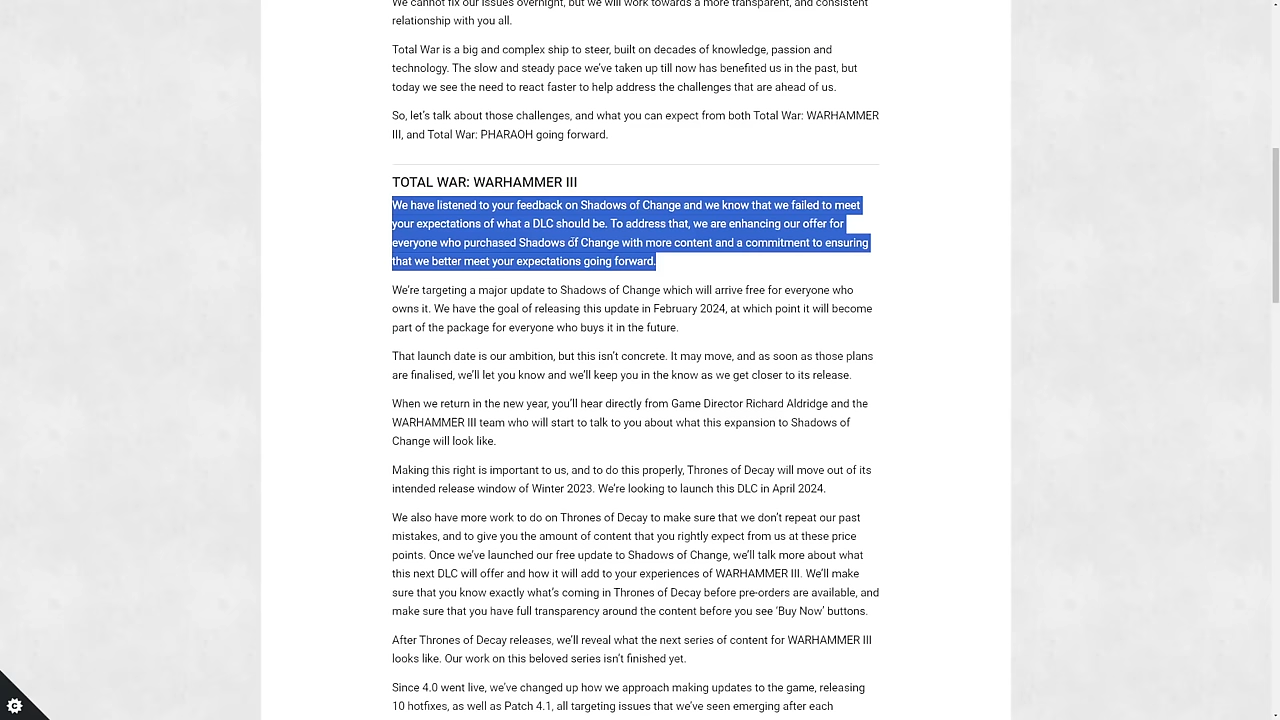 We cannot fix our issues overnight, but we will work towards a more transparent, and consistent
relationship with you all.
Total War is a big and complex ship to steer, built on decades of knowledge, passion and
technology. The slow and steady pace we’ve taken up till now has benefited us in the past, but
today we see the need to react faster to help address the challenges that are ahead of us.
So, let’s talk about those challenges, and what you can expect from both Total War: WARHAMMER
III, and Total War: PHARAOH going forward.
TOTAL WAR: WARHAMMER III
We have listened to your feedback on Shadows of Change and we know that we failed to meet
your expectations of what a DLC should be. To address that, we are enhancing our offer for
everyone who purchased Shadows of Change with more content and a commitment to ensuring
that we better meet your expectations going forward.
We’re targeting a major update to Shadows of Change which will arrive free for everyone who
owns it. We have the goal of releasing this update in February 2024, at which point it will become
part of the package for everyone who buys it in the future.
That launch date is our ambition, but this isn’t concrete. It may move, and as soon as those plans
are finalised, we’ll let you know and we’ll keep you in the know as we get closer to its release.
When we return in the new year, you’ll hear directly from Game Director Richard Aldridge and the
WARHAMMER III team who will start to talk to you about what this expansion to Shadows of
Change will look like.
Making this right is important to us, and to do this properly, Thrones of Decay will move out of its
intended release window of Winter 2023. We’re looking to launch this DLC in April 2024.
We also have more work to do on Thrones of Decay to make sure that we don’t repeat our past
mistakes, and to give you the amount of content that you rightly expect from us at these price
points. Once we’ve launched our free update to Shadows of Change, we’ll talk more about what
this next DLC will offer and how it will add to your experiences of WARHAMMER III. We’ll make
sure that you know exactly what’s coming in Thrones of Decay before pre-orders are available, and
make sure that you have full transparency around the content before you see ‘Buy Now’ buttons.
After Thrones of Decay releases, we’ll reveal what the next series of content for WARHAMMER III
looks like. Our work on this beloved series isn’t finished yet.
Since 4.0 went live, we’ve changed up how we approach making updates to the game, releasing
10 hotfixes, as well as Patch 4.1, all targeting issues that we’ve seen emerging after each